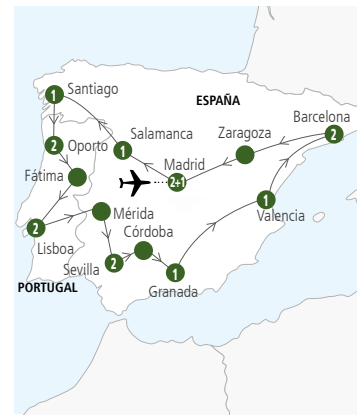 1
Santiago
ESPAÑA
Barcelona
2
2
Oporto
Salamanca
1
Zaragoza
Fátima
Madrid
2+1
Mérida
1
Valencia
2
Lisboa
Córdoba
Sevilla
2
1
Granada
PORTUGAL